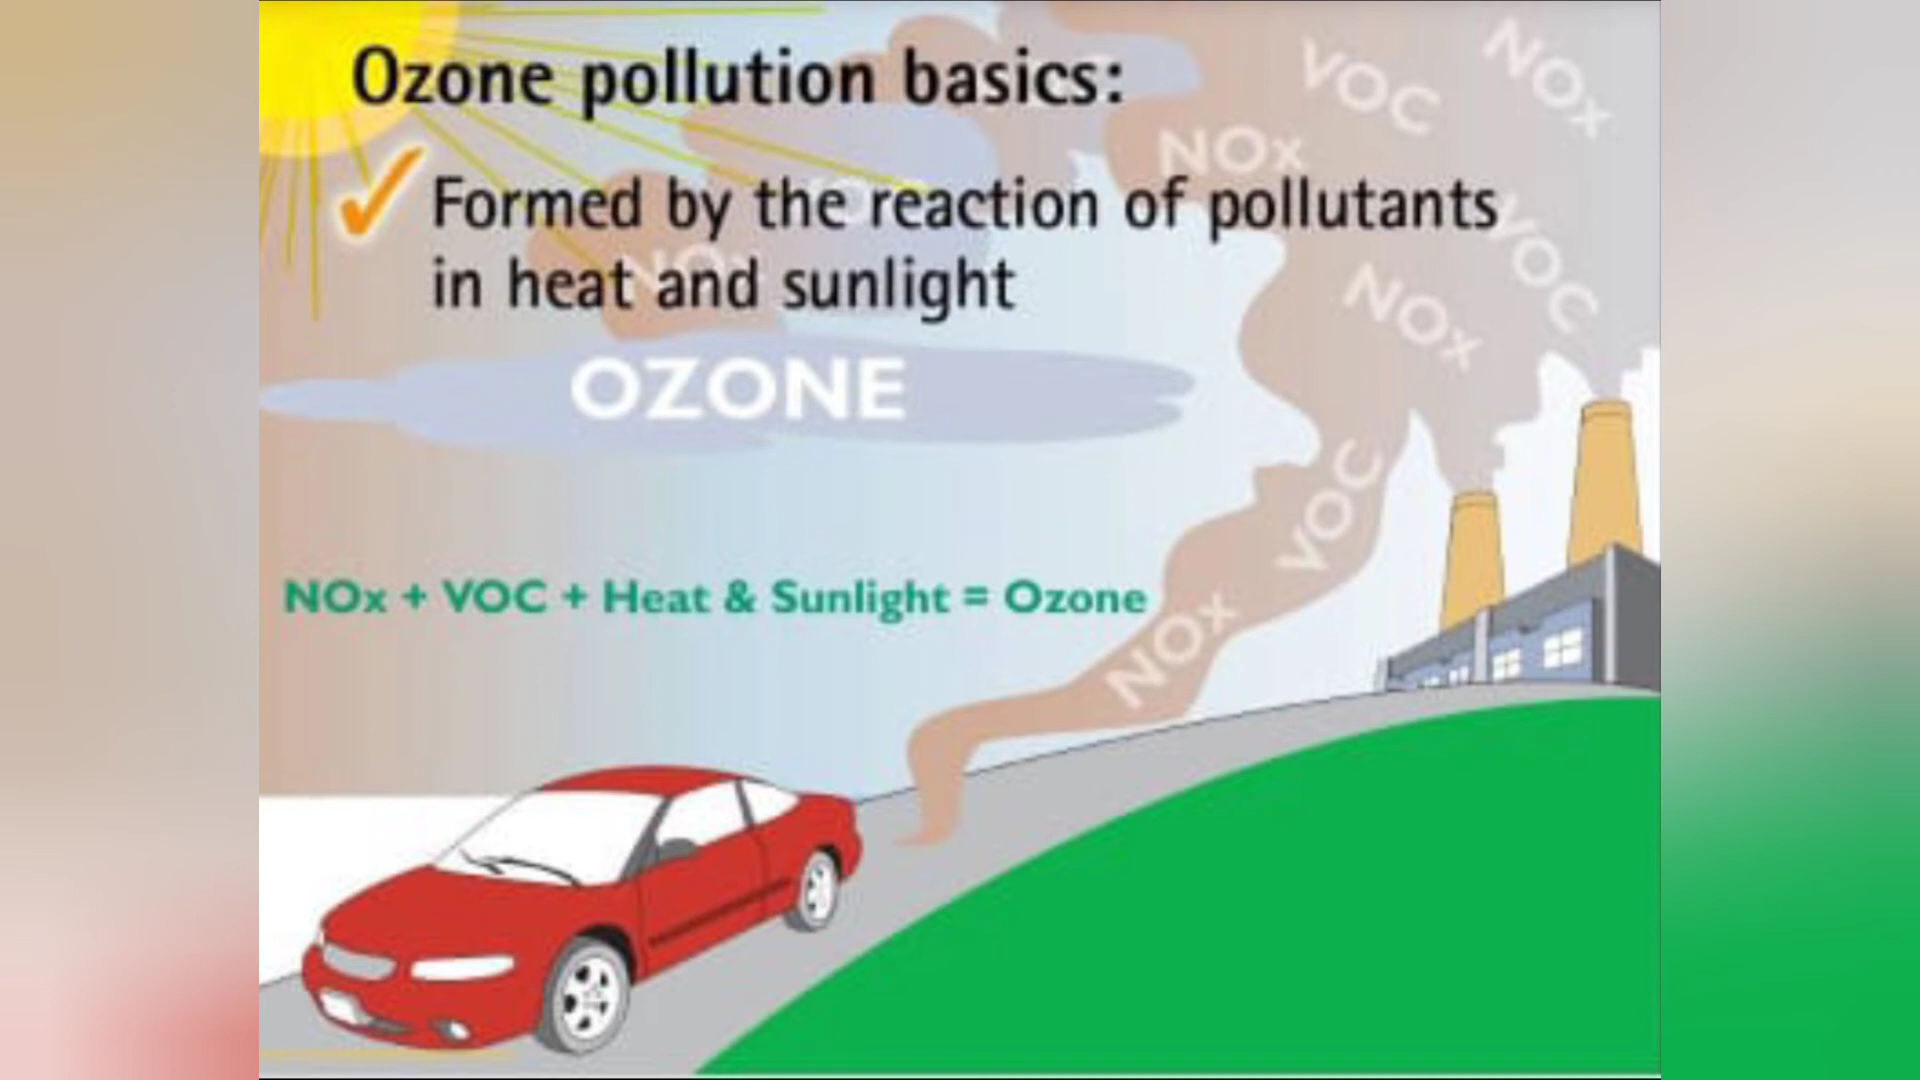 Ozone pollution basics:
✓ Formed by the reaction of pollutants
in heat and sunlight
VOC
NOx
NOx
VOC
NOx
NOx
OZONE
VOC
NOx + VOC + Heat & Sunlight = Ozone
NOx